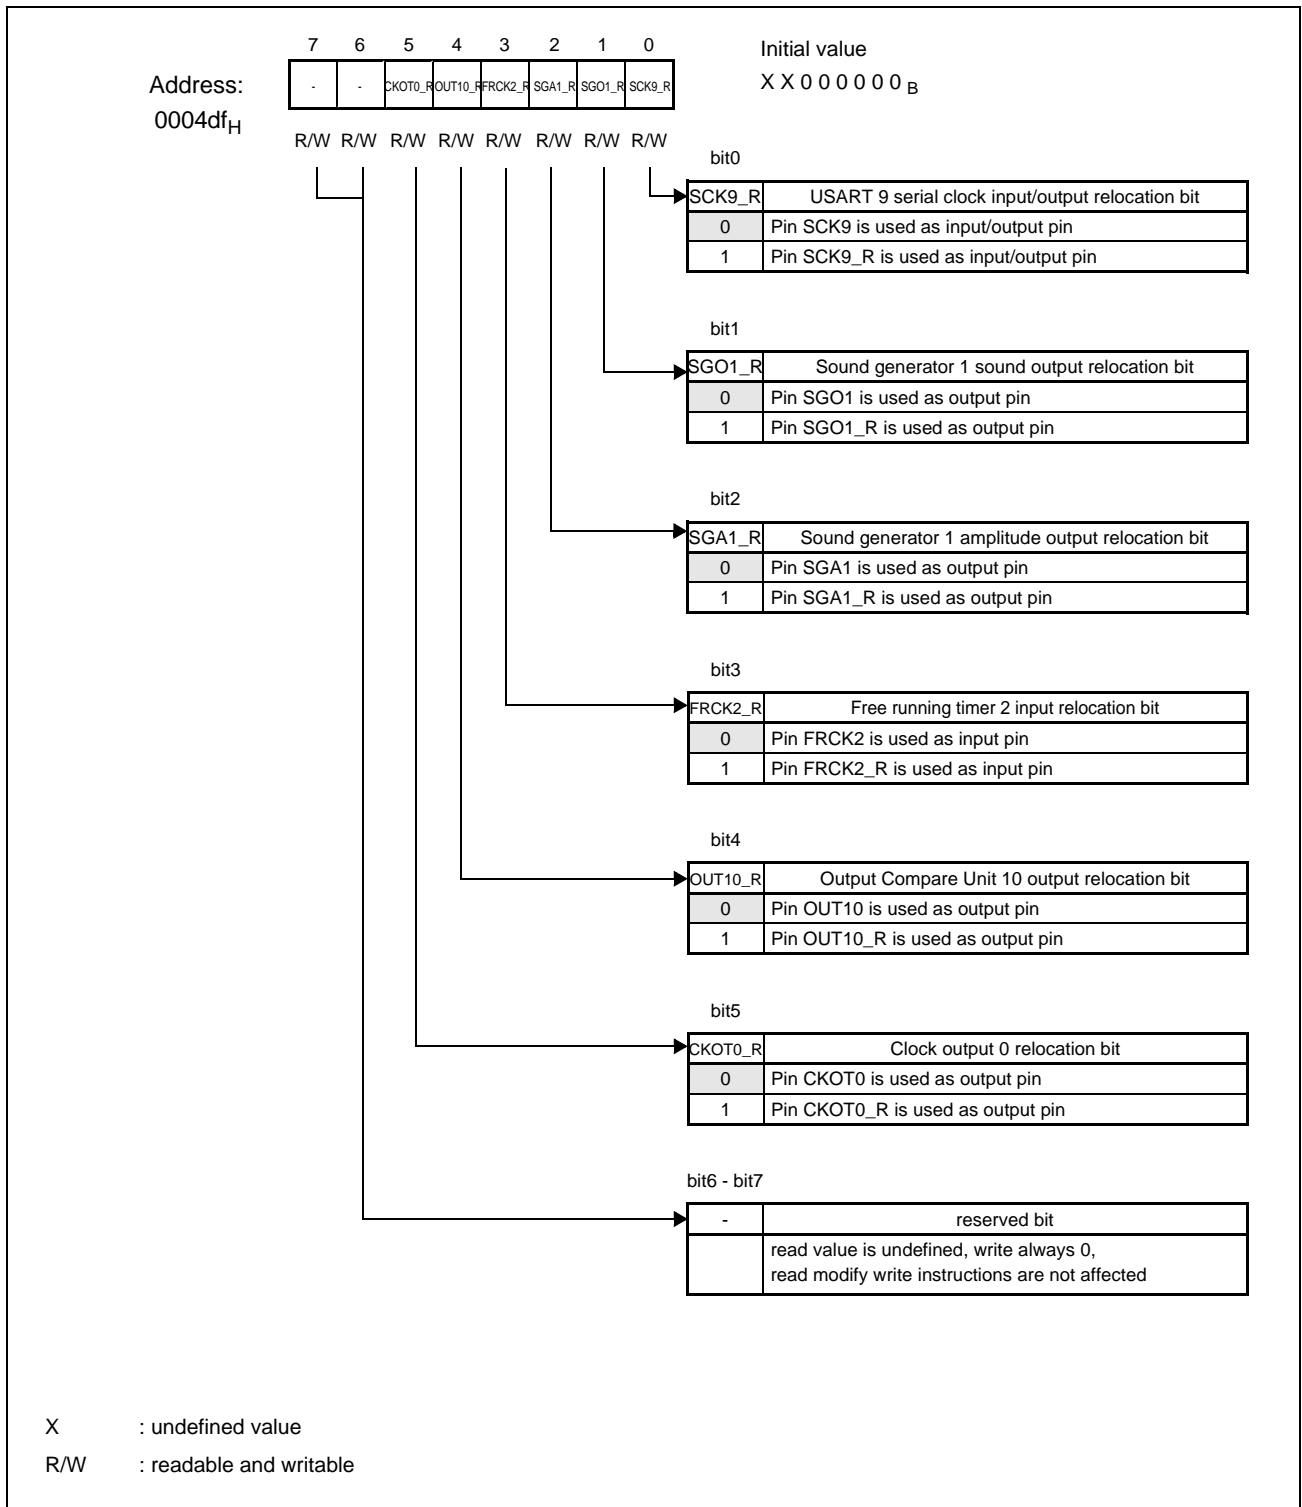 7 6 5 4 3 2 1 0
Initial value
Address:
- - CKOT0_R OUT10_R FRCK2_R SGA1_R SGO1_R SCK9_R
X X 0 0 0 0 0 0 B
0004dfH
R/W R/W R/W R/W R/W R/W R/W R/W
bit0
SCK9_R USART 9 serial clock input/output relocation bit
0 Pin SCK9 is used as input/output pin
1 Pin SCK9_R is used as input/output pin
bit1
SGO1_R Sound generator 1 sound output relocation bit
0 Pin SGO1 is used as output pin
1 Pin SGO1_R is used as output pin
bit2
SGA1_R Sound generator 1 amplitude output relocation bit
0 Pin SGA1 is used as output pin
1 Pin SGA1_R is used as output pin
bit3
FRCK2_R Free running timer 2 input relocation bit
0 Pin FRCK2 is used as input pin
1 Pin FRCK2_R is used as input pin
bit4
OUT10_R Output Compare Unit 10 output relocation bit
0 Pin OUT10 is used as output pin
1 Pin OUT10_R is used as output pin
bit5
CKOT0_R Clock output 0 relocation bit
0 Pin CKOT0 is used as output pin
1 Pin CKOT0_R is used as output pin
bit6 - bit7
- reserved bit
read value is undefined, write always 0,
read modify write instructions are not affected
X : undefined value
R/W : readable and writable